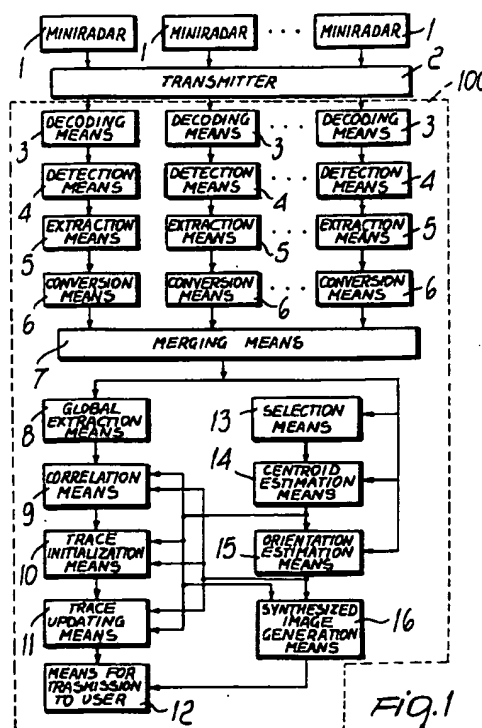 MINIRADAR MINIRADAR ... MINIRADAR 1
1 1
TRANSMITTER 2
100
DECODING MEANS DECODING MEANS ... DECODING MEANS 3
3 3
DETECTION MEANS DETECTION MEANS ... DETECTION MEANS 4
4 4
EXTRACTION MEANS EXTRACTION MEANS ... EXTRACTION MEANS 5
5 5
CONVERSION MEANS CONVERSION MEANS ... CONVERSION MEANS 6
6 6
MERGING MEANS
7
8 GLOBAL EXTRACTION MEANS
13 SELECTION MEANS
9 CORRELATION MEANS
14 CENTROID ESTIMATION MEANS
10 TRACE INITIALIZATION MEANS
15 ORIENTATION ESTIMATION MEANS
11 TRACE UPDATING MEANS
SYNTHESIZED IMAGE GENERATION MEANS 16
MEANS FOR TRASMISSION TO USER 12
Fig.1